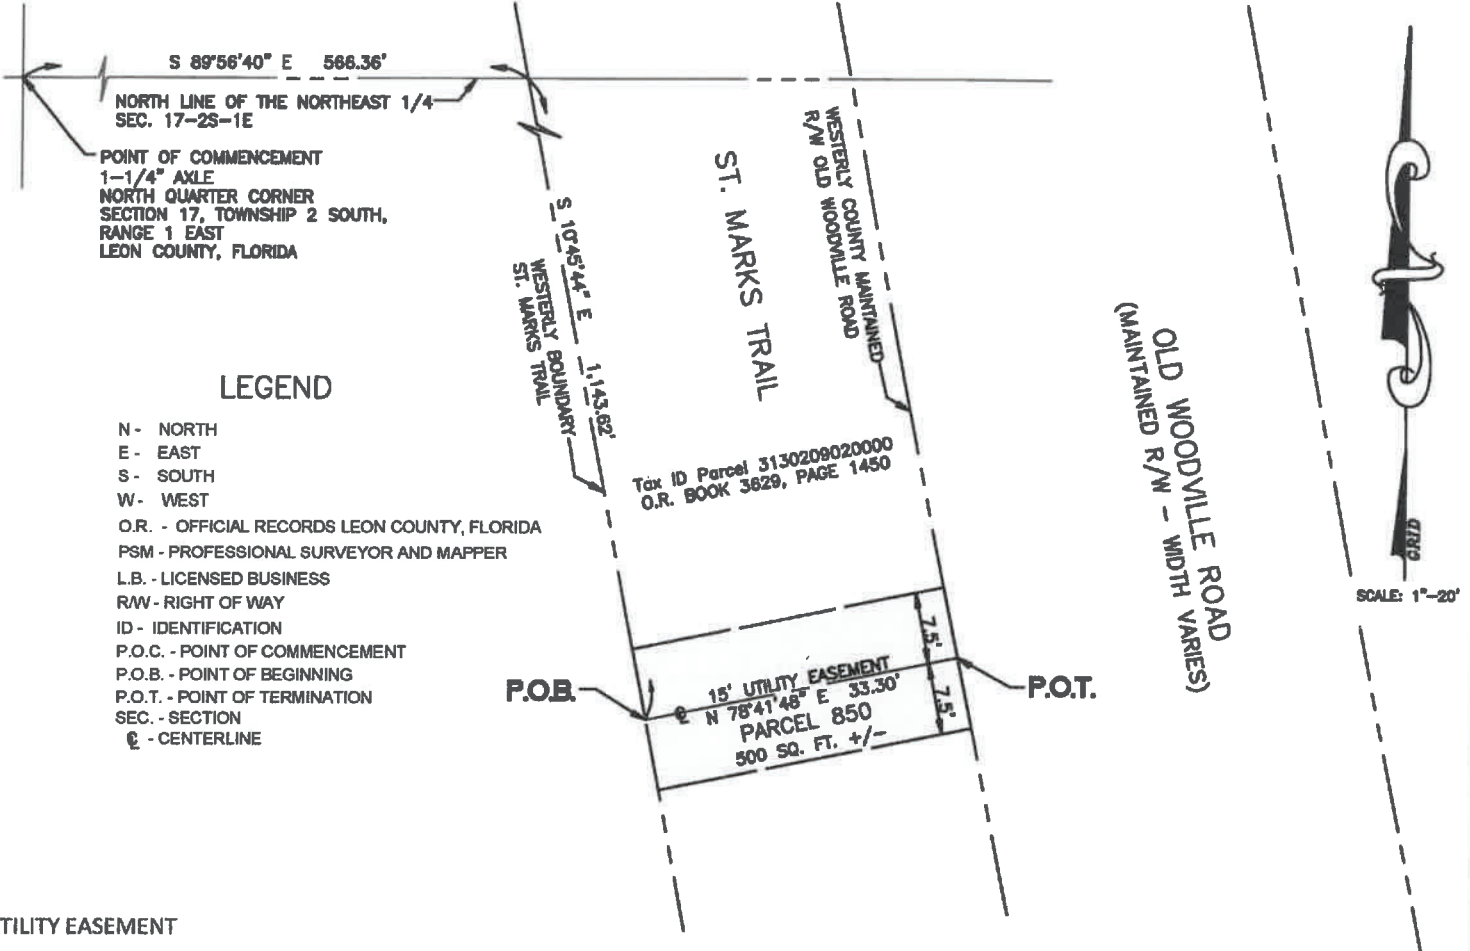 S 89°56'40" E 566.36'
NORTH LINE OF THE NORTHEAST 1/4
SEC. 17-2S-1E
POINT OF COMMENCEMENT
1-1/4" AXLE
NORTH QUARTER CORNER
SECTION 17, TOWNSHIP 2 SOUTH,
RANGE 1 EAST
LEON COUNTY, FLORIDA
S 10°45'44" E 1,143.62'
WESTERLY BOUNDARY
ST. MARKS TRAIL
ST. MARKS TRAIL
WESTERLY COUNTY MAINTAINED
R/W OLD WOODVILLE ROAD
OLD WOODVILLE ROAD
(MAINTAINED R/W - WIDTH VARIES)
GRID
SCALE: 1"-20'
Tax ID Parcel 3130209020000
O.R. BOOK 3629, PAGE 1450
LEGEND
N - NORTH
E - EAST
S - SOUTH
W - WEST
O.R. - OFFICIAL RECORDS LEON COUNTY, FLORIDA
PSM - PROFESSIONAL SURVEYOR AND MAPPER
L.B. - LICENSED BUSINESS
R/W - RIGHT OF WAY
ID - IDENTIFICATION
P.O.C. - POINT OF COMMENCEMENT
P.O.B. - POINT OF BEGINNING
P.O.T. - POINT OF TERMINATION
SEC. - SECTION
℄ - CENTERLINE
P.O.B.
7.5'
7.5'
15' UTILITY EASEMENT
℄ N 78°41'48" E 33.30'
PARCEL 850
500 SQ. FT. +/-
P.O.T.
TILITY EASEMENT